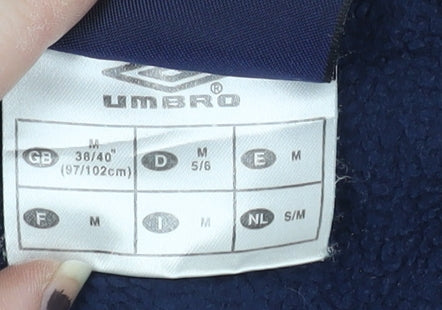 UMBRO®
GB M 38/40" (97/102cm)
D M 5/6
E M
F M
I M
NL S/M